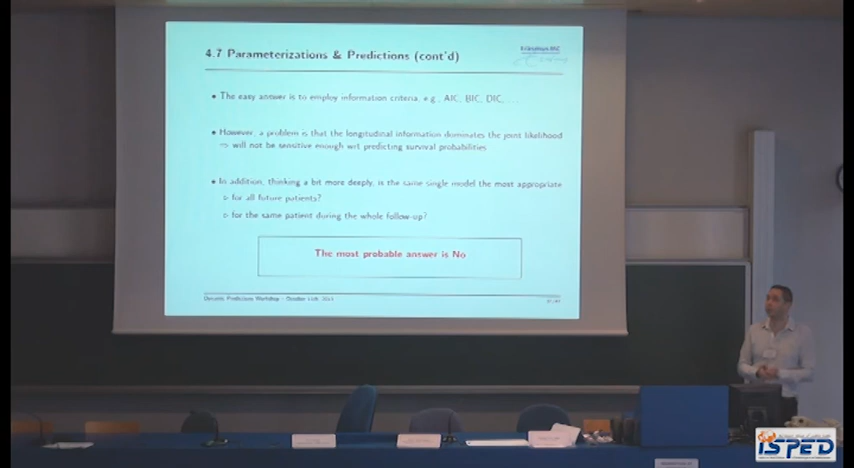 4.7 Parameterizations & Predictions (cont'd)
Erasmus MC
• The easy answer is to employ information criteria, e.g., AIC, BIC, DIC, ...
• However, a problem is that the longitudinal information dominates the joint likelihood
⇒ will not be sensitive enough wrt predicting survival probabilities
• In addition, thinking a bit more deeply, is the same single model the most appropriate
▷ for all future patients?
▷ for the same patient during the whole follow-up?
The most probable answer is No
Dynamic Predictions Workshop – October 11th, 2013
ISPED